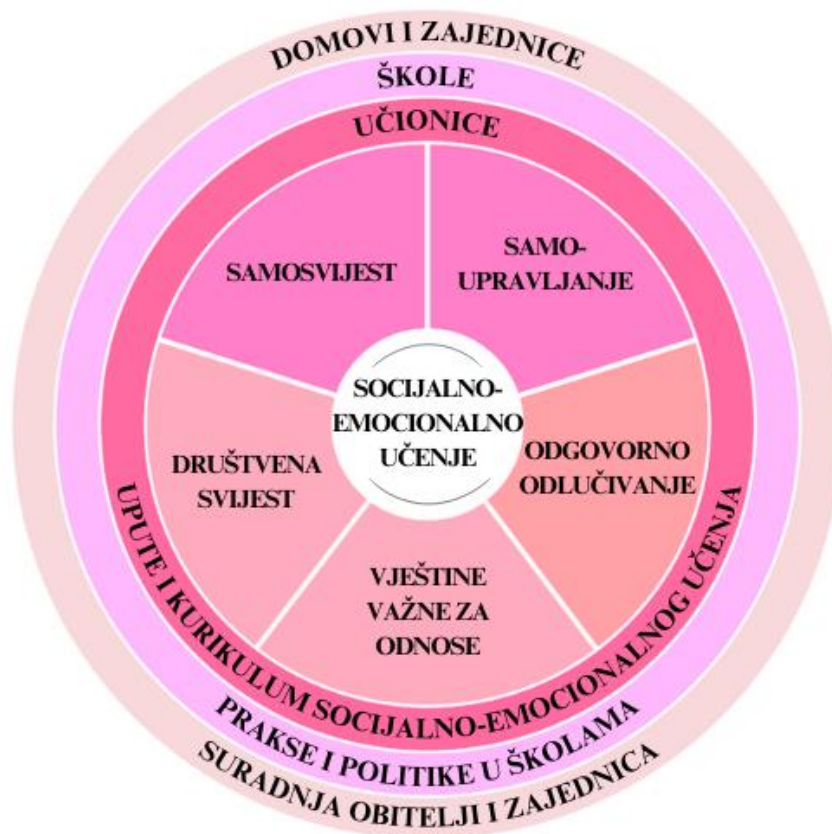 DOMOVI I ZAJEDNICE
ŠKOLE
UČIONICE
SAMOSVIJEST
SAMO-
UPRAVLJANJE
SOCIJALNO-
EMOCIONALNO
UČENJE
DRUŠTVENA
SVIJEST
ODGOVORNO
ODLUČIVANJE
VJEŠTINE
VAŽNE ZA
ODNOSE
UPUTE I KURIKULUM SOCIJALNO-EMOCIONALNOG UČENJA
PRAKSE I POLITIKE U ŠKOLAMA
SURADNJA OBITELJI I ZAJEDNICA